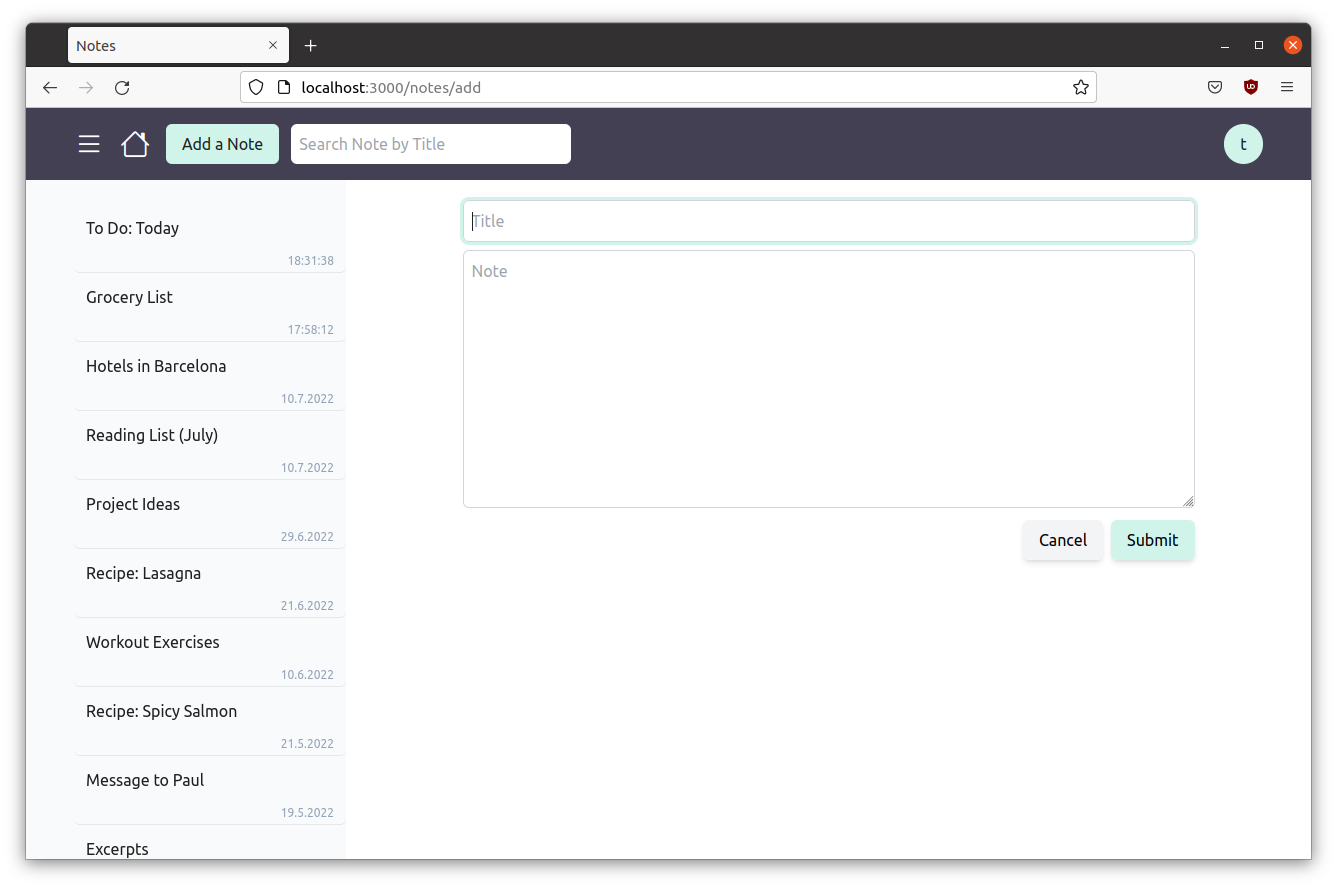 Notes
localhost:3000/notes/add
Add a Note
Search Note by Title
t
To Do: Today
18:31:38
Grocery List
17:58:12
Hotels in Barcelona
10.7.2022
Reading List (July)
10.7.2022
Project Ideas
29.6.2022
Recipe: Lasagna
21.6.2022
Workout Exercises
10.6.2022
Recipe: Spicy Salmon
21.5.2022
Message to Paul
19.5.2022
Excerpts
Title
Note
Cancel
Submit